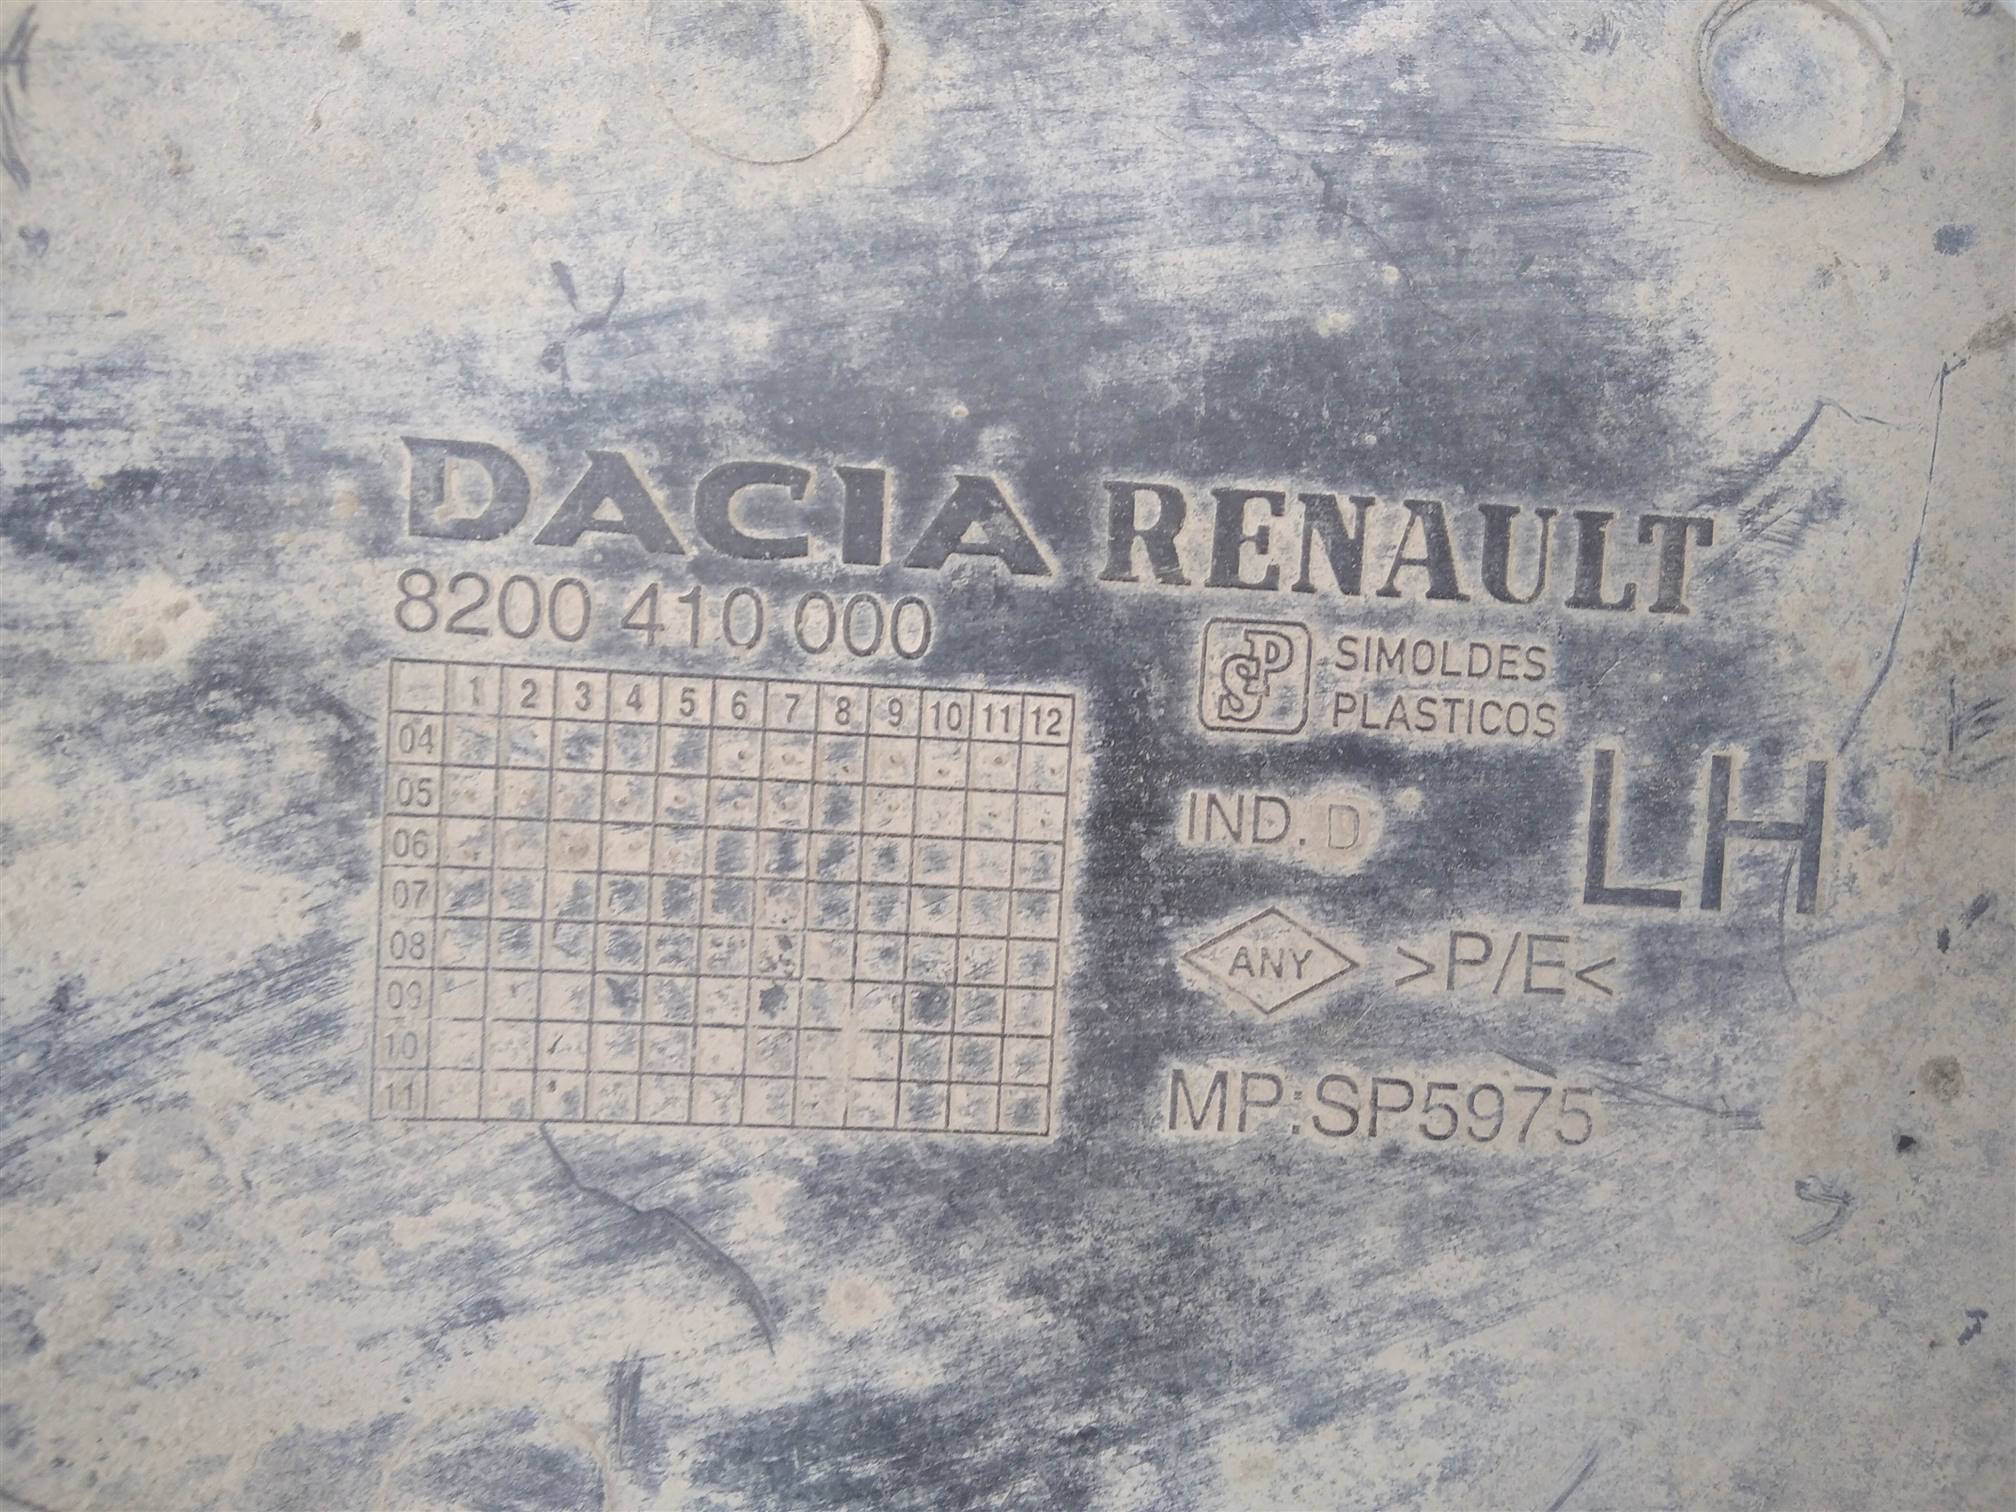 DACIA RENAULT
8200 410 000
SP SIMOLDES
PLASTICOS
1 2 3 4 5 6 7 8 9 10 11 12
04
05
06
07
08
09
10
11
IND. D
LH
ANY >P/E<
MP:SP5975